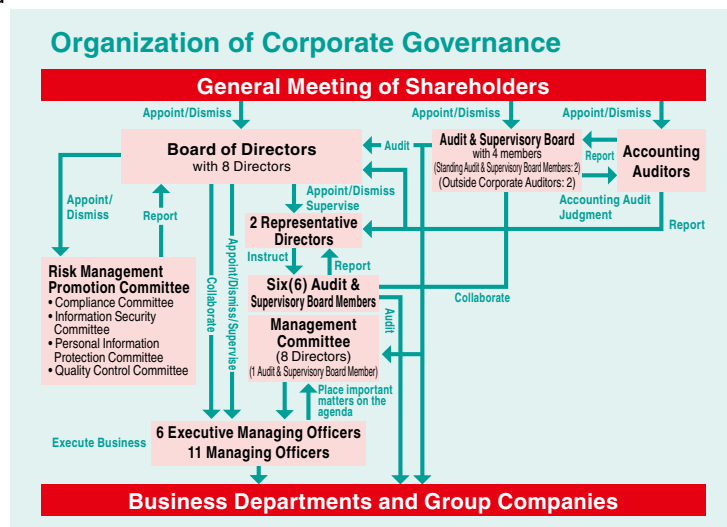 Organization of Corporate Governance
General Meeting of Shareholders
Appoint/Dismiss
Appoint/Dismiss
Appoint/Dismiss
Board of Directors
with 8 Directors
Audit
Audit & Supervisory Board
with 4 members
(Standing Audit & Supervisory Board Members: 2)
(Outside Corporate Auditors: 2)
Report
Accounting
Auditors
Appoint/
Dismiss
Report
Appoint/Dismiss
Supervise
Accounting Audit
Judgment
Report
2 Representative
Directors
Instruct
Report
Collaborate
Appoint/Dismiss/Supervise
Risk Management
Promotion Committee
• Compliance Committee
• Information Security
Committee
• Personal Information
Protection Committee
• Quality Control Committee
Six(6) Audit &
Supervisory Board Members
Collaborate
Audit
Management
Committee
(8 Directors)
(1 Audit & Supervisory Board Member)
Place important
matters on the
agenda
Execute Business
6 Executive Managing Officers
11 Managing Officers
Business Departments and Group Companies